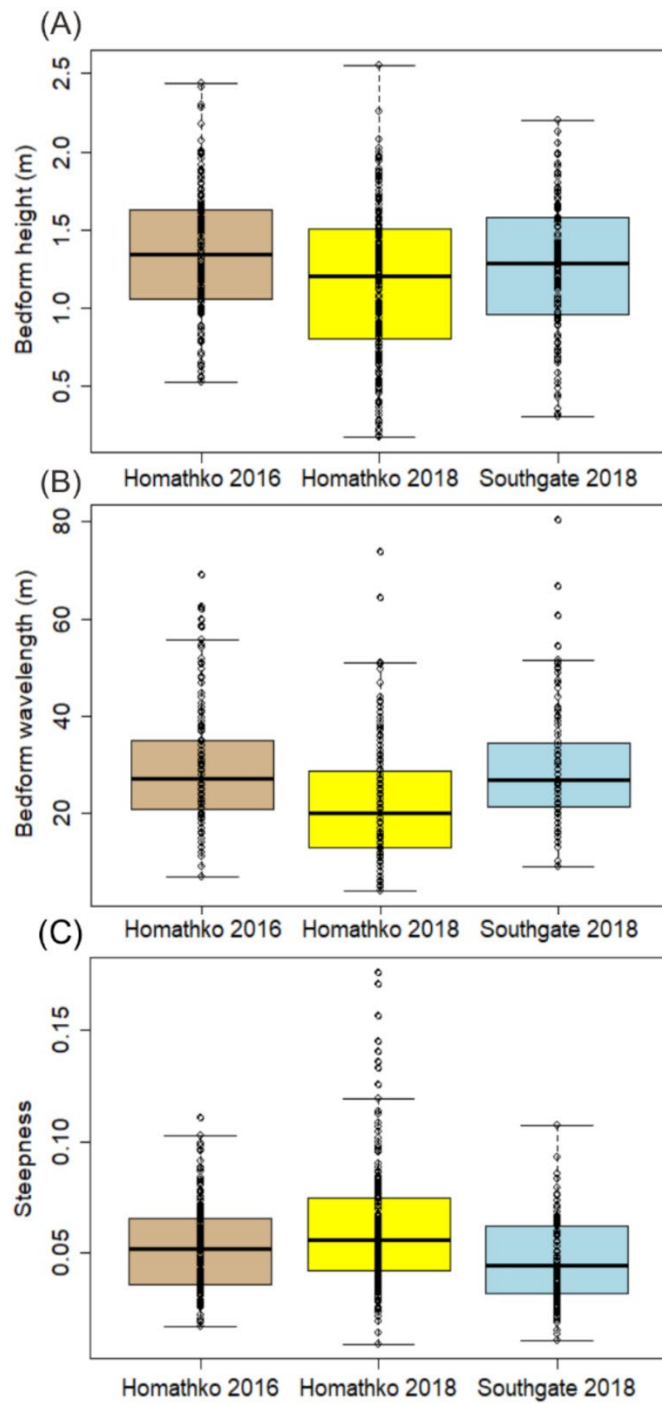 (A)
Bedform height (m)
2.5
2.0
1.5
1.0
0.5
Homathko 2016 Homathko 2018 Southgate 2018
(B)
Bedform wavelength (m)
80
60
40
20
Homathko 2016 Homathko 2018 Southgate 2018
(C)
Steepness
0.15
0.10
0.05
Homathko 2016 Homathko 2018 Southgate 2018